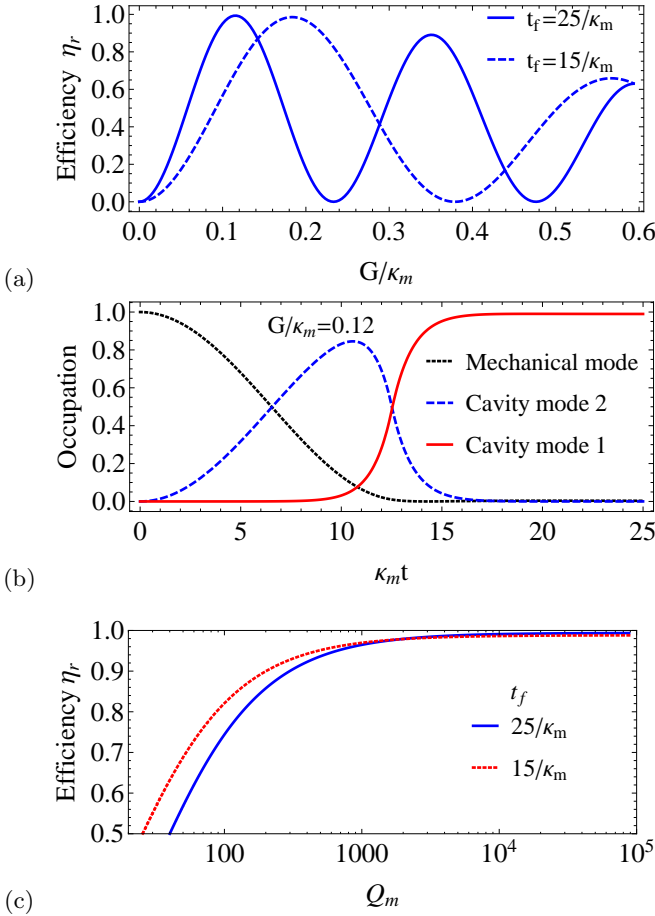 1.0
0.8
0.6
0.4
0.2
0.0
Efficiency η_r
t_f=25/κ_m
t_f=15/κ_m
0.0 0.1 0.2 0.3 0.4 0.5 0.6
G/κ_m
(a)
1.0
0.8
0.6
0.4
0.2
0.0
Occupation
G/κ_m=0.12
Mechanical mode
Cavity mode 2
Cavity mode 1
0 5 10 15 20 25
κ_m t
(b)
1.0
0.9
0.8
0.7
0.6
0.5
Efficiency η_r
t_f
25/κ_m
15/κ_m
100 1000 10^4 10^5
Q_m
(c)